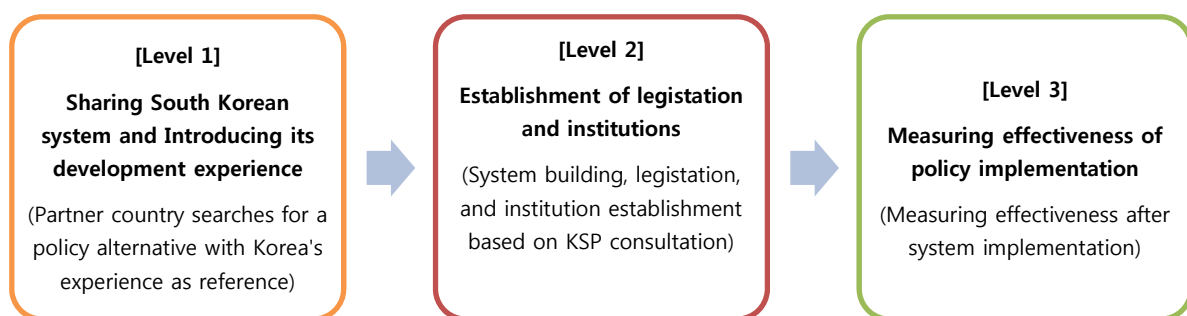 [Level 1]
Sharing South Korean
system and Introducing its
development experience
(Partner country searches for a
policy alternative with Korea's
experience as reference)
[Level 2]
Establishment of legistation
and institutions
(System building, legistation,
and institution establishment
based on KSP consultation)
[Level 3]
Measuring effectiveness of
policy implementation
(Measuring effectiveness after
system implementation)